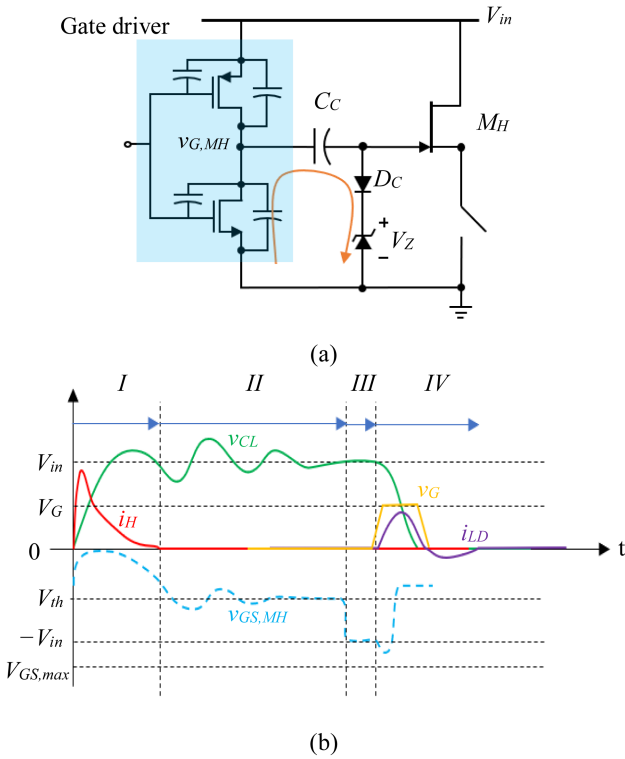 V_in
Gate driver
C_C
v_G,MH
M_H
D_C
+
V_Z
−
(a)
I II III IV
v_CL
V_in
V_G
v_G
i_H
i_LD
0
t
V_th
v_GS,MH
−V_in
V_GS,max
(b)